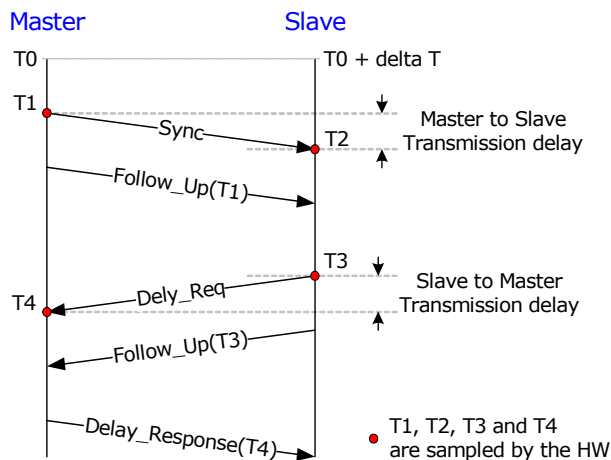 Master
Slave
T0
T0 + delta T
T1
Master to Slave
Transmission delay
Sync
T2
Follow_Up(T1)
T3
Slave to Master
Transmission delay
Dely_Req
T4
Follow_Up(T3)
Delay_Response(T4)
T1, T2, T3 and T4
are sampled by the HW